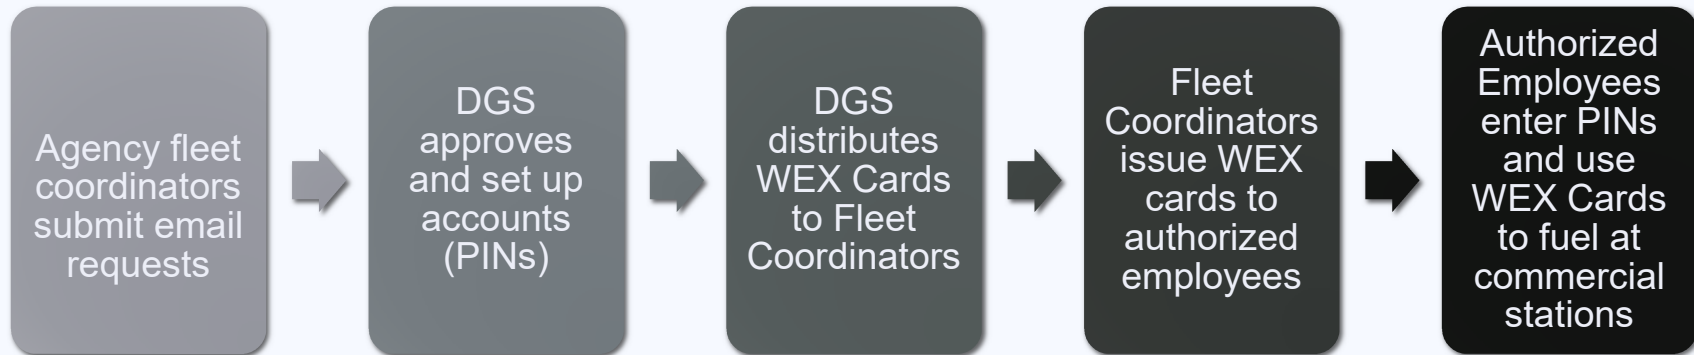 Agency fleet
coordinators
submit email
requests
DGS
approves
and set up
accounts
(PINs)
DGS
distributes
WEX Cards
to Fleet
Coordinators
Fleet
Coordinators
issue WEX
cards to
authorized
employees
Authorized
Employees
enter PINs
and use
WEX Cards
to fuel at
commercial
stations